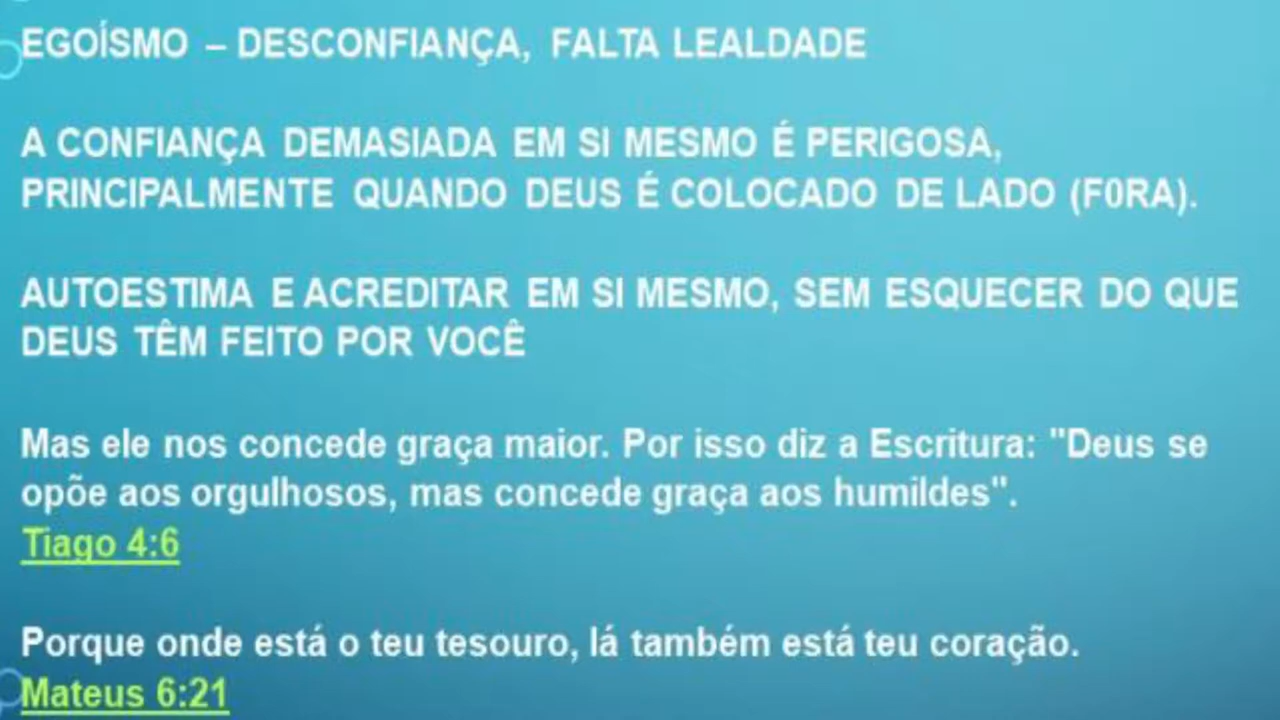 EGOÍSMO – DESCONFIANÇA, FALTA LEALDADE
A CONFIANÇA DEMASIADA EM SI MESMO É PERIGOSA,
PRINCIPALMENTE QUANDO DEUS É COLOCADO DE LADO (F0RA).
AUTOESTIMA E ACREDITAR EM SI MESMO, SEM ESQUECER DO QUE
DEUS TÊM FEITO POR VOCÊ
Mas ele nos concede graça maior. Por isso diz a Escritura: "Deus se
opõe aos orgulhosos, mas concede graça aos humildes".
Tiago 4:6
Porque onde está o teu tesouro, lá também está teu coração.
Mateus 6:21